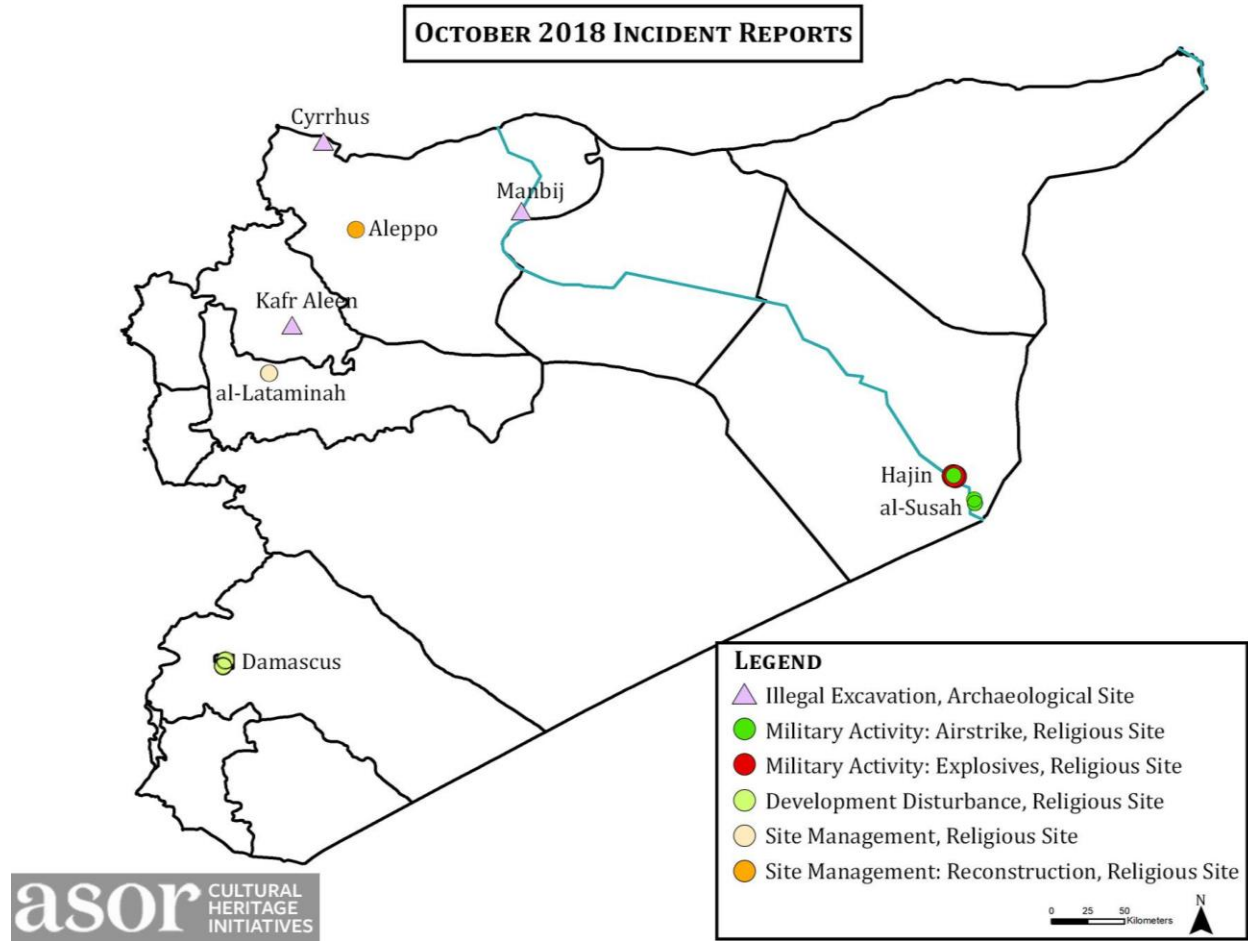 OCTOBER 2018 INCIDENT REPORTS
Cyrrhus
Manbij
Aleppo
Kafr Aleen
al-Lataminah
Hajin
al-Susah
Damascus
LEGEND
Illegal Excavation, Archaeological Site
Military Activity: Airstrike, Religious Site
Military Activity: Explosives, Religious Site
Development Disturbance, Religious Site
Site Management, Religious Site
Site Management: Reconstruction, Religious Site
0 25 50
Kilometers
N
asor
CULTURAL
HERITAGE
INITIATIVES